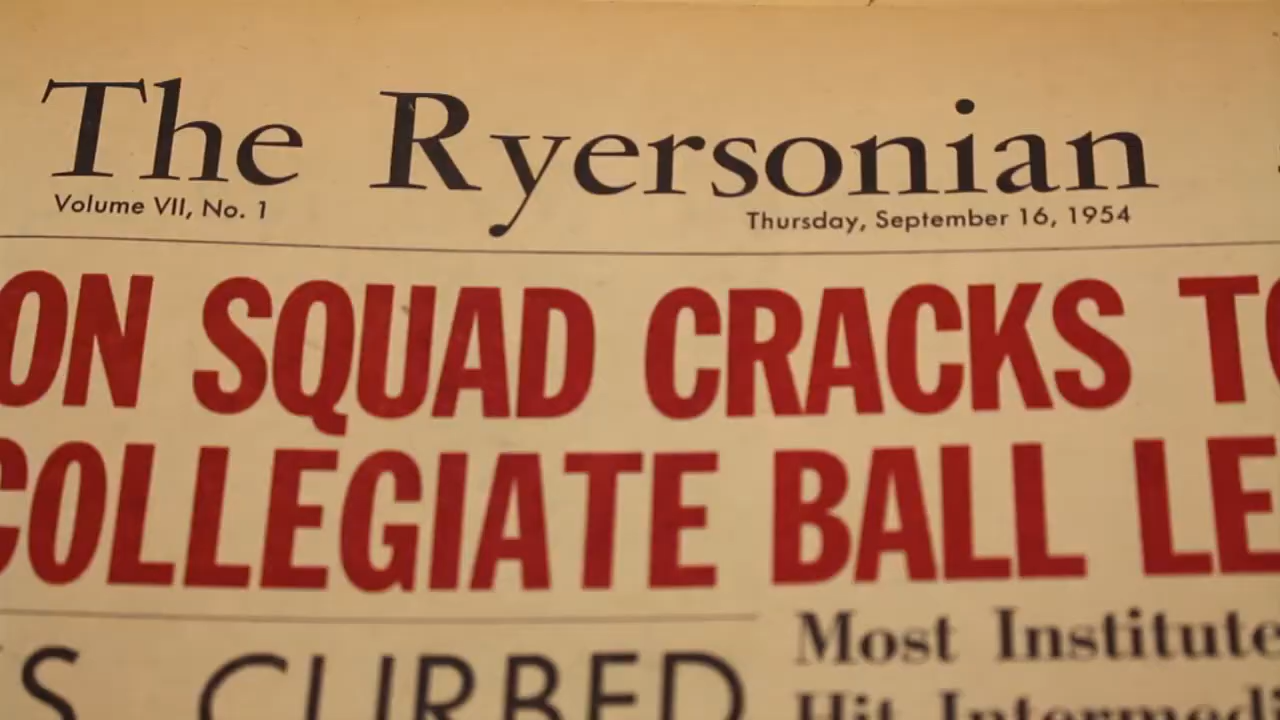 The Ryersonian
Volume VII, No. 1
Thursday, September 16, 1954
ON SQUAD CRACKS TO
COLLEGIATE BALL LE
S CURBED
Most Institute
Hit Intermedi